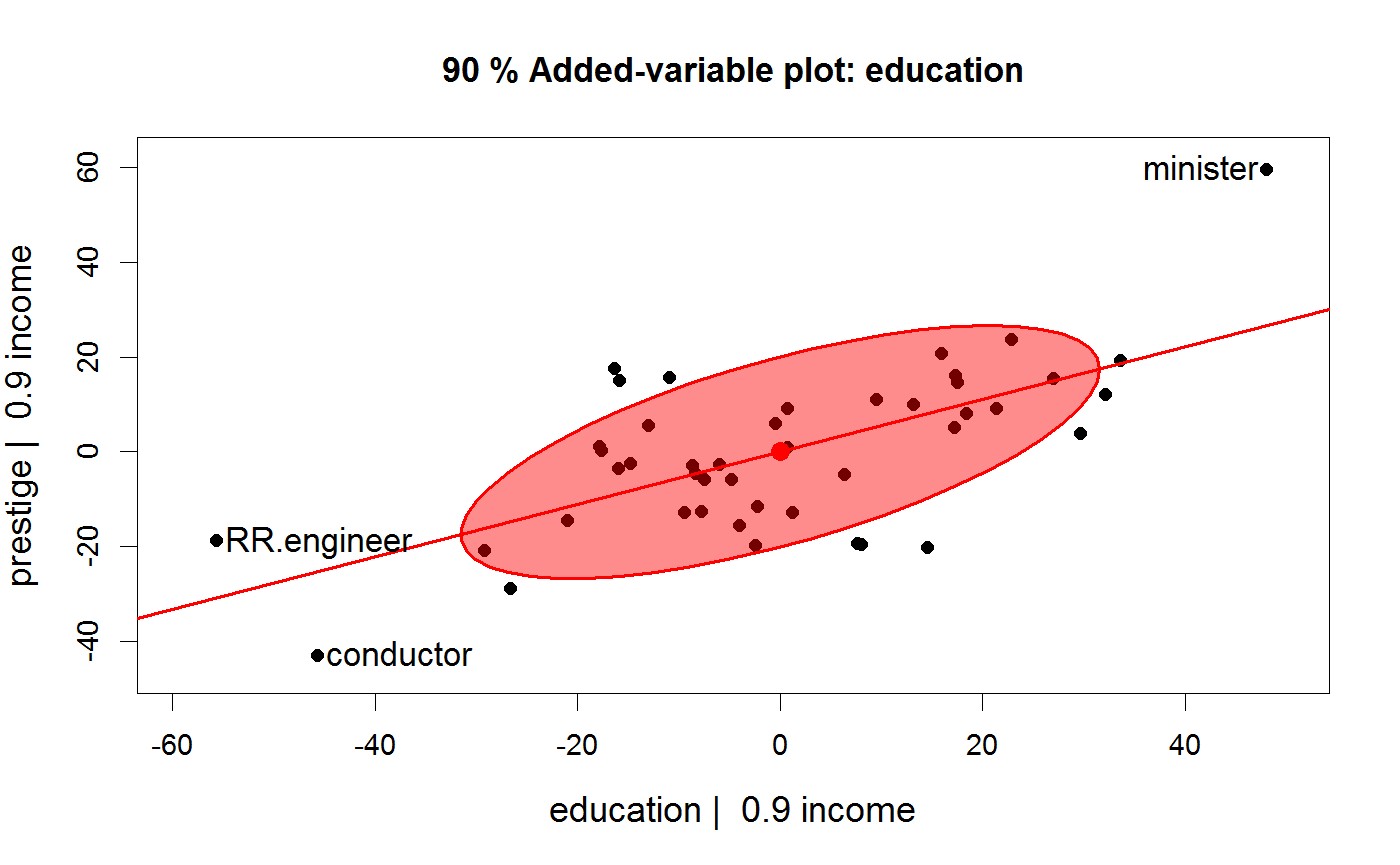 90 % Added-variable plot: education
prestige |  0.9 income
60
40
20
0
-20
-40
minister
RR.engineer
conductor
-60 -40 -20 0 20 40
education |  0.9 income